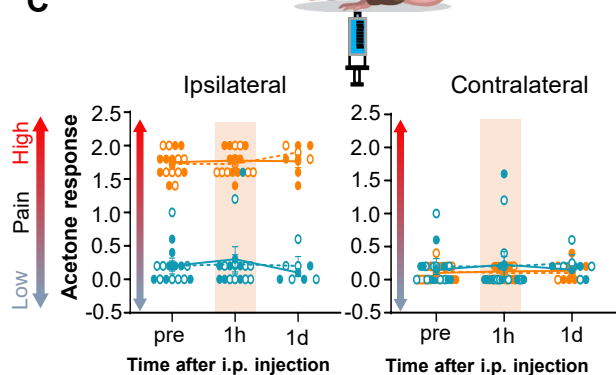 C
Ipsilateral
Contralateral
High
Pain
Low
Acetone response
2.5
2.0
1.5
1.0
0.5
0.0
-0.5
2.5
2.0
1.5
1.0
0.5
0.0
-0.5
pre 1h 1d
pre 1h 1d
Time after i.p. injection
Time after i.p. injection